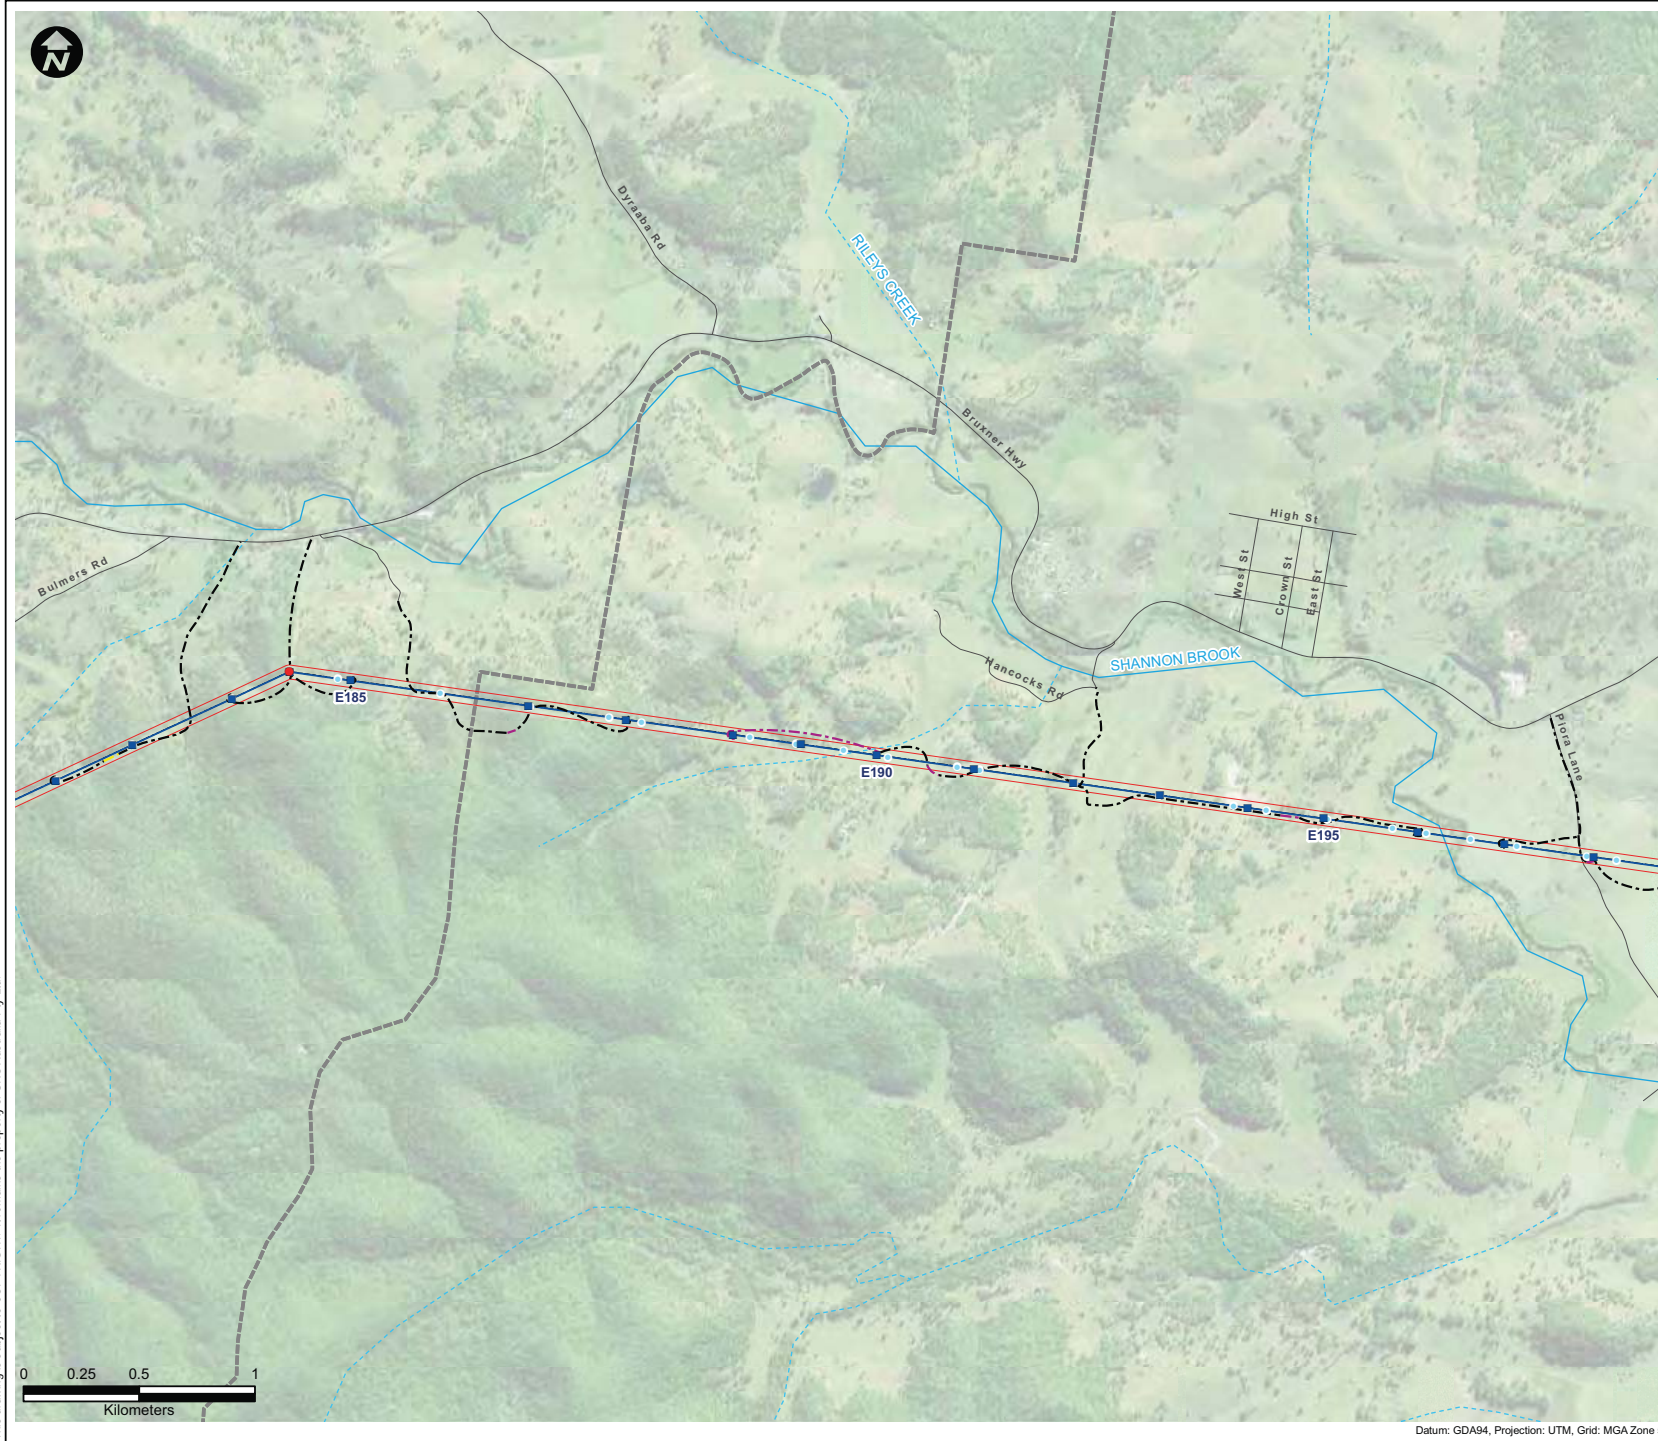 N
Dyraaba Rd
RILEYS CREEK
Bruxner Hwy
High St
West St
Crown St
East St
Bulmers Rd
SHANNON BROOK
Hancocks Rd
E185
Piora Lane
E190
E195
0 0.25 0.5 1
Kilometers
Datum: GDA94, Projection: UTM, Grid: MGA Zone